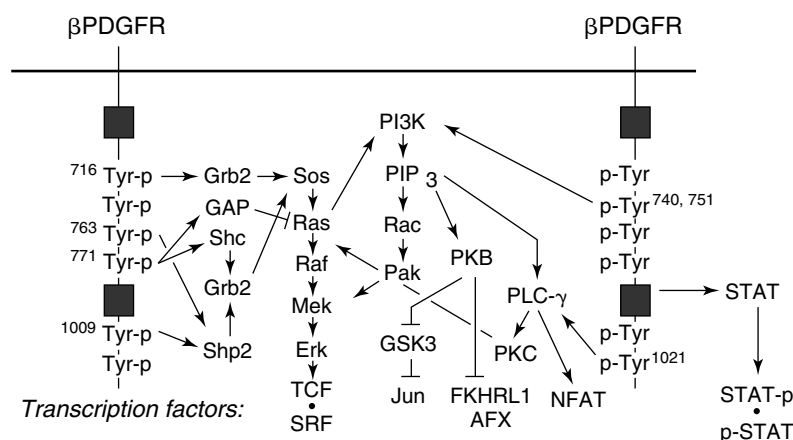 βPDGFR
βPDGFR
PI3K
716 Tyr-p
Grb2
Sos
PIP 3
p-Tyr
Tyr-p
GAP
Ras
Rac
p-Tyr 740, 751
763 Tyr-p
Shc
p-Tyr
771 Tyr-p
Raf
Pak
PKB
p-Tyr
Grb2
Mek
PLC-γ
STAT
1009 Tyr-p
Shp2
Erk
GSK3
PKC
p-Tyr
Tyr-p
p-Tyr 1021
TCF
Jun
FKHRL1
AFX
NFAT
STAT-p
Transcription factors:
SRF
p-STAT